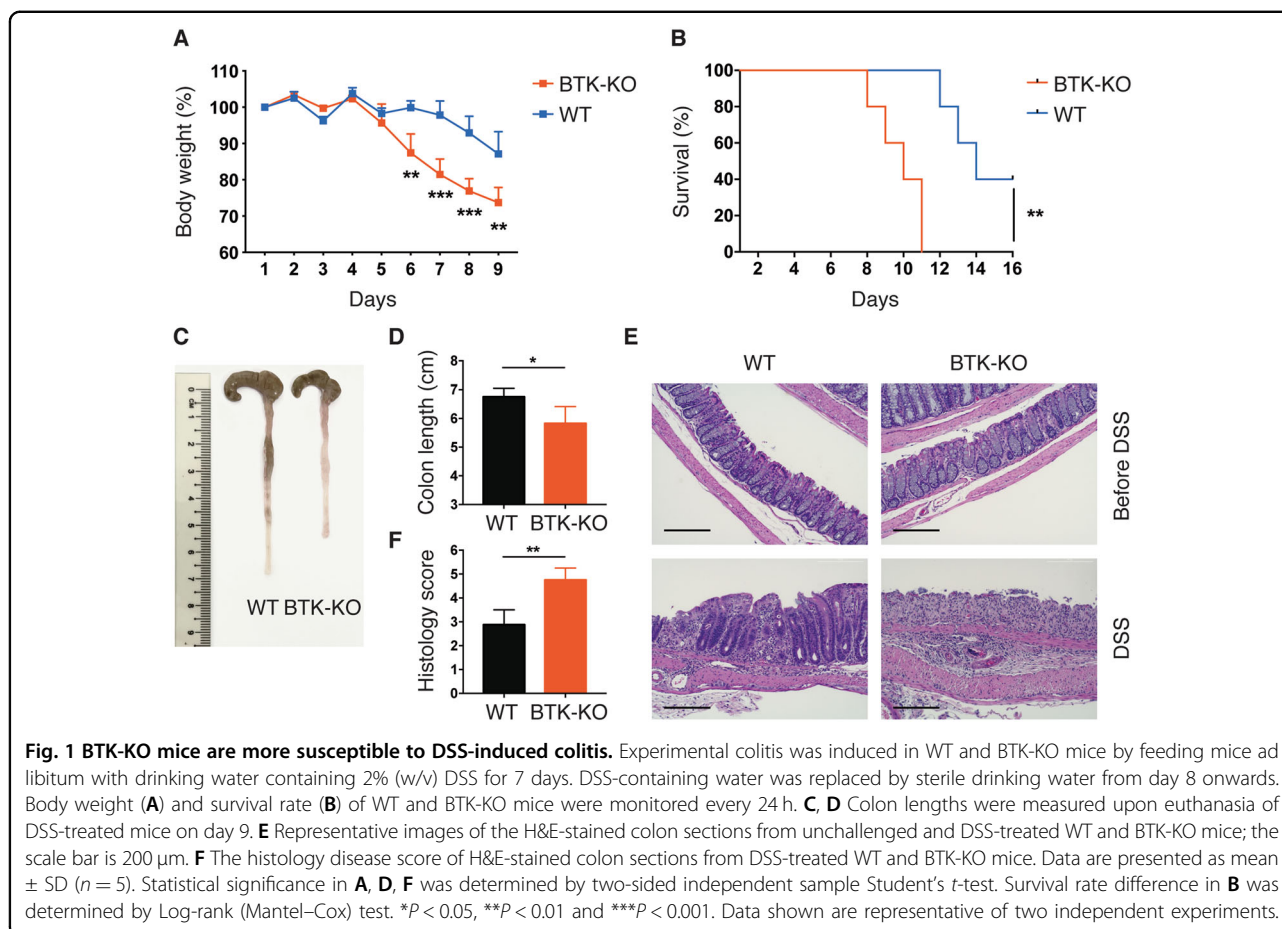 A
110
100
90
80
70
60
Body weight (%)
1 2 3 4 5 6 7 8 9
Days
BTK-KO
WT
**
***
***
**
B
100
80
60
40
20
0
Survival (%)
2 4 6 8 10 12 14 16
Days
BTK-KO
WT
**
C
0 CM
1
2
3
4
5
6
7
8
9
WT BTK-KO
D
8
7
6
5
4
3
Colon length (cm)
*
WT BTK-KO
F
6
5
4
3
2
1
0
Histology score
**
WT BTK-KO
E
WT BTK-KO
Before DSS
DSS
Fig. 1 BTK-KO mice are more susceptible to DSS-induced colitis. Experimental colitis was induced in WT and BTK-KO mice by feeding mice ad
libitum with drinking water containing 2% (w/v) DSS for 7 days. DSS-containing water was replaced by sterile drinking water from day 8 onwards.
Body weight (A) and survival rate (B) of WT and BTK-KO mice were monitored every 24 h. C, D Colon lengths were measured upon euthanasia of
DSS-treated mice on day 9. E Representative images of the H&E-stained colon sections from unchallenged and DSS-treated WT and BTK-KO mice; the
scale bar is 200 μm. F The histology disease score of H&E-stained colon sections from DSS-treated WT and BTK-KO mice. Data are presented as mean
± SD (n = 5). Statistical significance in A, D, F was determined by two-sided independent sample Student's t-test. Survival rate difference in B was
determined by Log-rank (Mantel–Cox) test. *P < 0.05, **P < 0.01 and ***P < 0.001. Data shown are representative of two independent experiments.